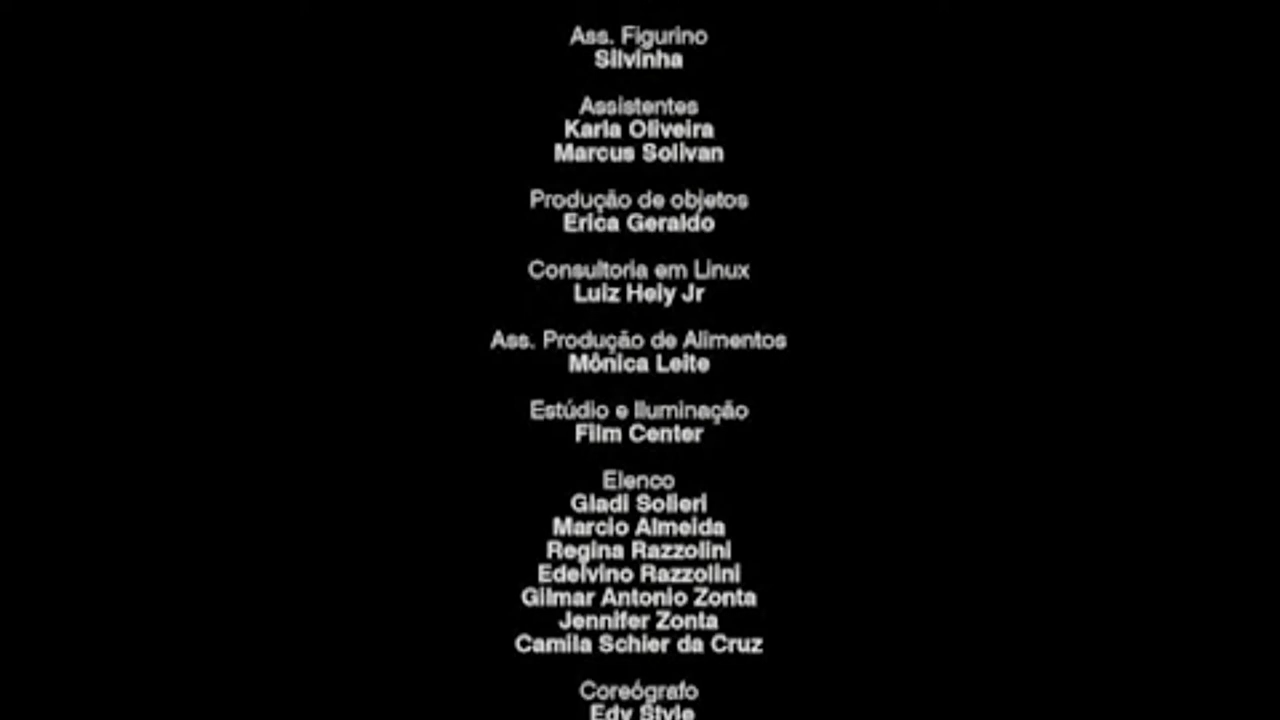 Ass. Figurino
Silvinha
Assistentes
Karla Oliveira
Marcus Solivan
Produção de objetos
Erica Geraldo
Consultoria em Linux
Luiz Hely Jr
Ass. Produção de Alimentos
Mônica Leite
Estúdio e Iluminação
Film Center
Elenco
Gladi Solieri
Marcio Almeida
Regina Razzolini
Edelvino Razzolini
Gilmar Antonio Zonta
Jennifer Zonta
Camila Schier da Cruz
Coreógrafo
Edy Style